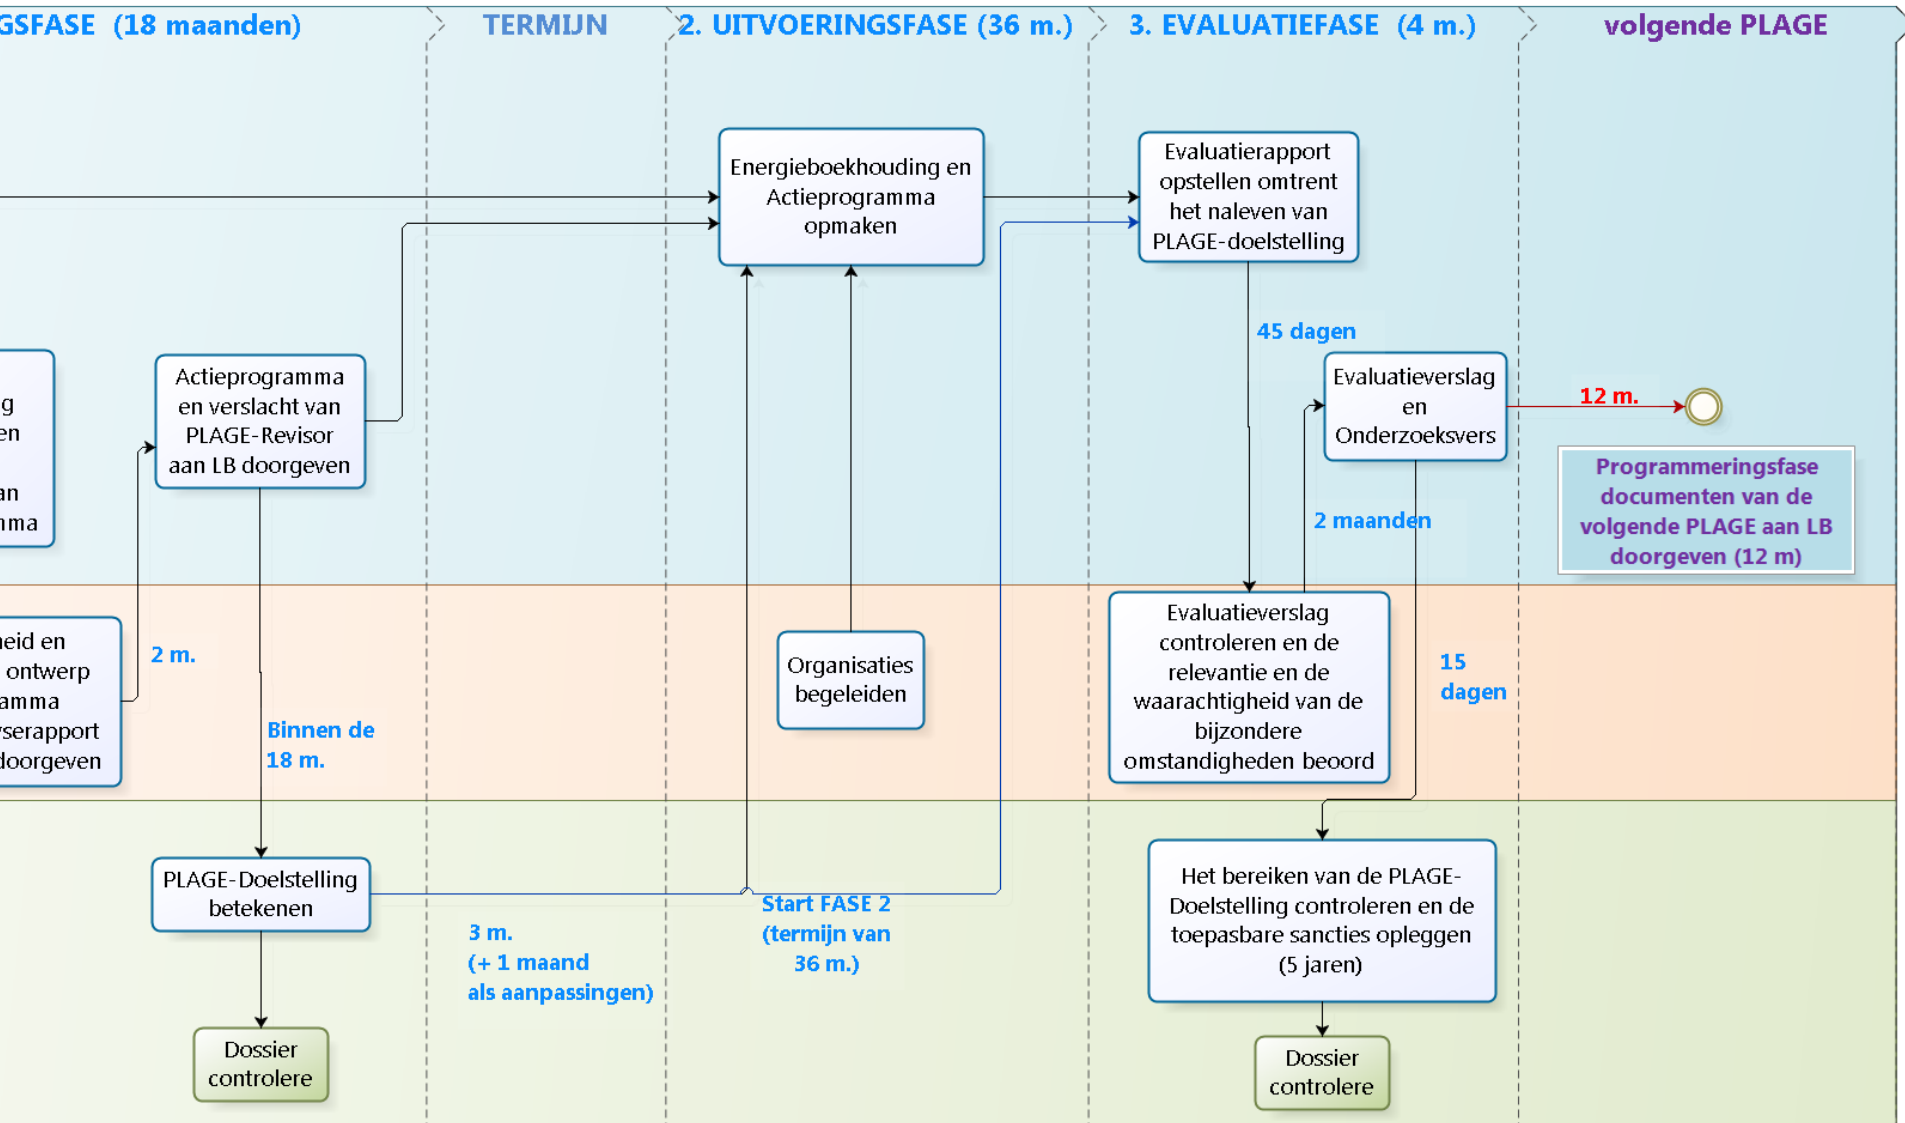 GSFASE (18 maanden)
TERMIJN
2. UITVOERINGSFASE (36 m.)
3. EVALUATIEFASE (4 m.)
volgende PLAGE
Energieboekhouding en
Actieprogramma
opmaken
Evaluatierapport
opstellen omtrent
het naleven van
PLAGE-doelstelling
45 dagen
g
en
an
mma
Actieprogramma
en verslacht van
PLAGE-Revisor
aan LB doorgeven
Evaluatieverslag
en
Onderzoeksvers
12 m.
Programmeringsfase
documenten van de
volgende PLAGE aan LB
doorgeven (12 m)
2 maanden
heid en
ontwerp
amma
yserapport
doorgeven
2 m.
Binnen de
18 m.
Organisaties
begeleiden
Evaluatieverslag
controleren en de
relevantie en de
waarachtigheid van de
bijzondere
omstandigheden beoord
15
dagen
PLAGE-Doelstelling
betekenen
3 m.
(+ 1 maand
als aanpassingen)
Start FASE 2
(termijn van
36 m.)
Het bereiken van de PLAGE-
Doelstelling controleren en de
toepasbare sancties opleggen
(5 jaren)
Dossier
controlere
Dossier
controlere